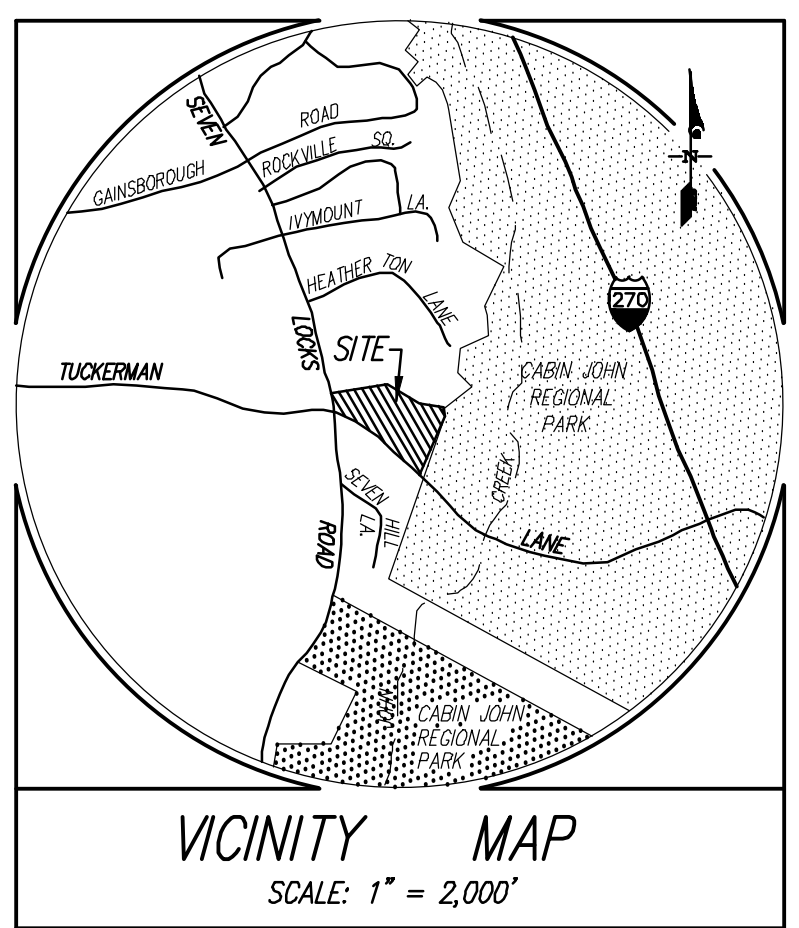 SEVEN
ROAD
GAINSBOROUGH
ROCKVILLE SQ.
IVYMOUNT LA.
N
HEATHER TON
LANE
270
LOCKS
SITE
TUCKERMAN
CABIN JOHN
REGIONAL
PARK
CREEK
SEVEN
HILL
LA.
ROAD
LANE
JOHN
CABIN JOHN
REGIONAL
PARK
VICINITY MAP
SCALE: 1" = 2,000'